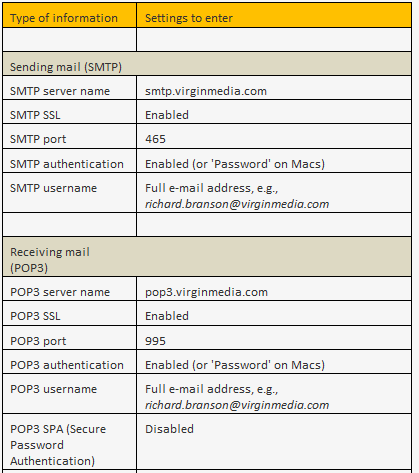 Type of information Settings to enter
Sending mail (SMTP)
SMTP server name smtp.virginmedia.com
SMTP SSL Enabled
SMTP port 465
SMTP authentication Enabled (or 'Password' on Macs)
SMTP username Full e-mail address, e.g.,
richard.branson@virginmedia.com
Receiving mail
(POP3)
POP3 server name pop3.virginmedia.com
POP3 SSL Enabled
POP3 port 995
POP3 authentication Enabled (or 'Password' on Macs)
POP3 username Full e-mail address, e.g.,
richard.branson@virginmedia.com
POP3 SPA (Secure Disabled
Password
Authentication)